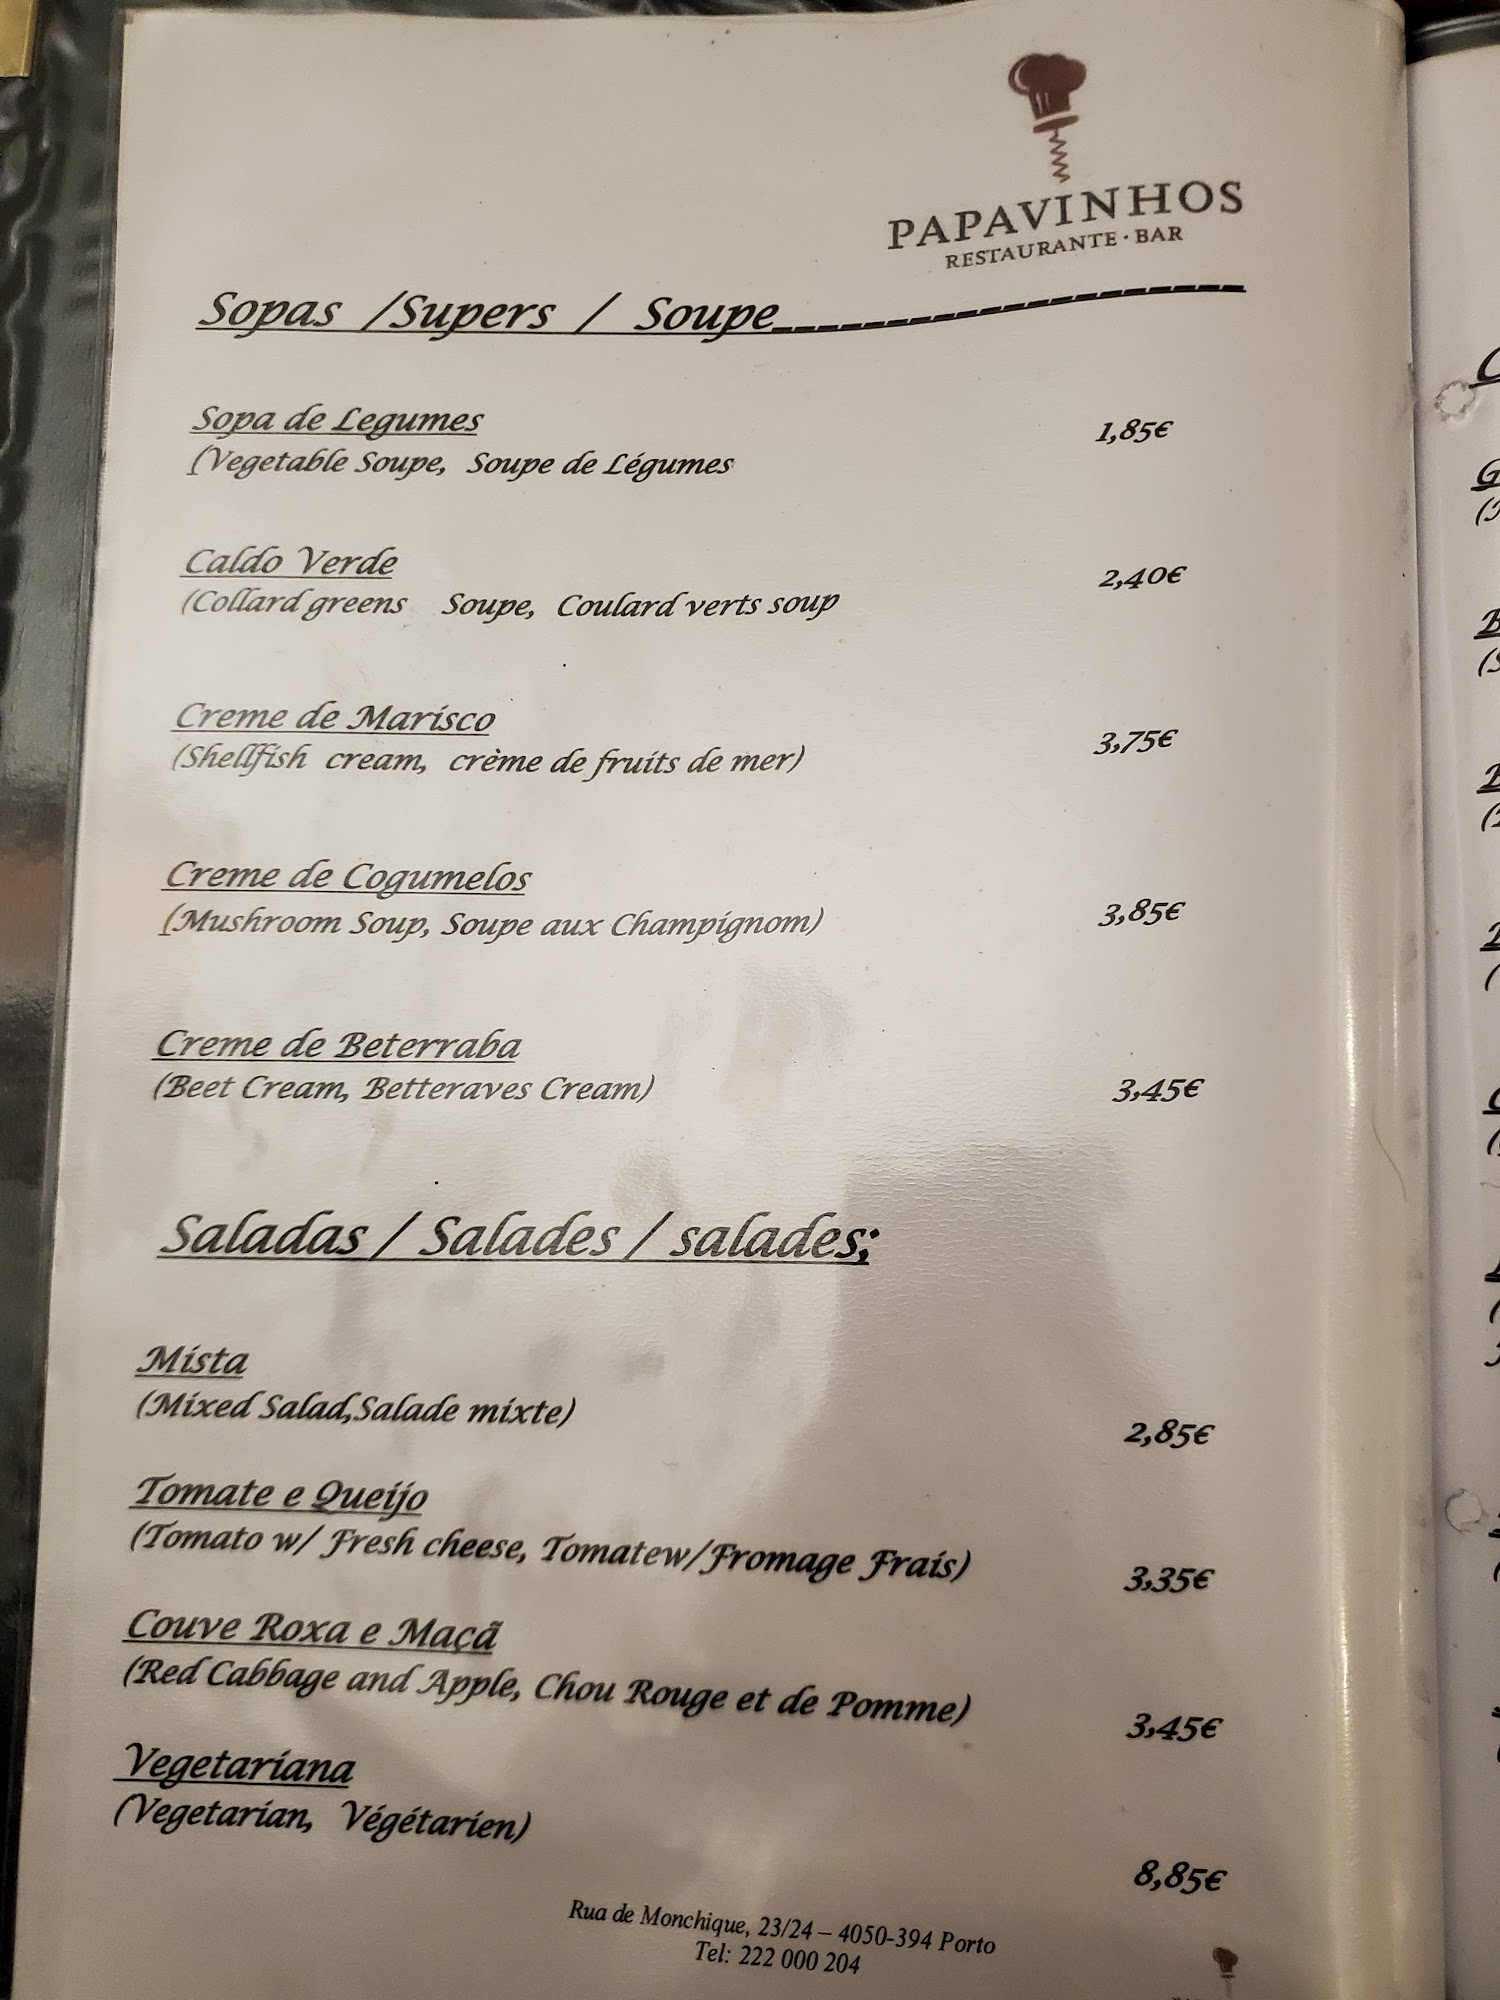 PAPAVINHOS
RESTAURANTE · BAR
Sopas /Supers / Soupe
Sopa de Legumes
1,85€
(Vegetable Soupe, Soupe de Légumes
Caldo Verde
2,40€
(Collard greens Soupe, Coulard verts soup
Creme de Marisco
3,75€
(Shellfish cream, crème de fruits de mer)
Creme de Cogumelos
3,85€
(Mushroom Soup, Soupe aux Champignom)
Creme de Beterraba
(Beet Cream, Betteraves Cream)
3,45€
Saladas / Salades / salades;
Mista
(Mixed Salad,Salade mixte)
2,85€
Tomate e Queijo
(Tomato w/ Fresh cheese, Tomatew/Fromage Frais)
3,35€
Couve Roxa e Maçã
(Red Cabbage and Apple, Chou Rouge et de Pomme)
3,45€
Vegetariana
(Vegetarian, Végétarien)
8,85€
Rua de Monchique, 23/24 – 4050-394 Porto
Tel: 222 000 204